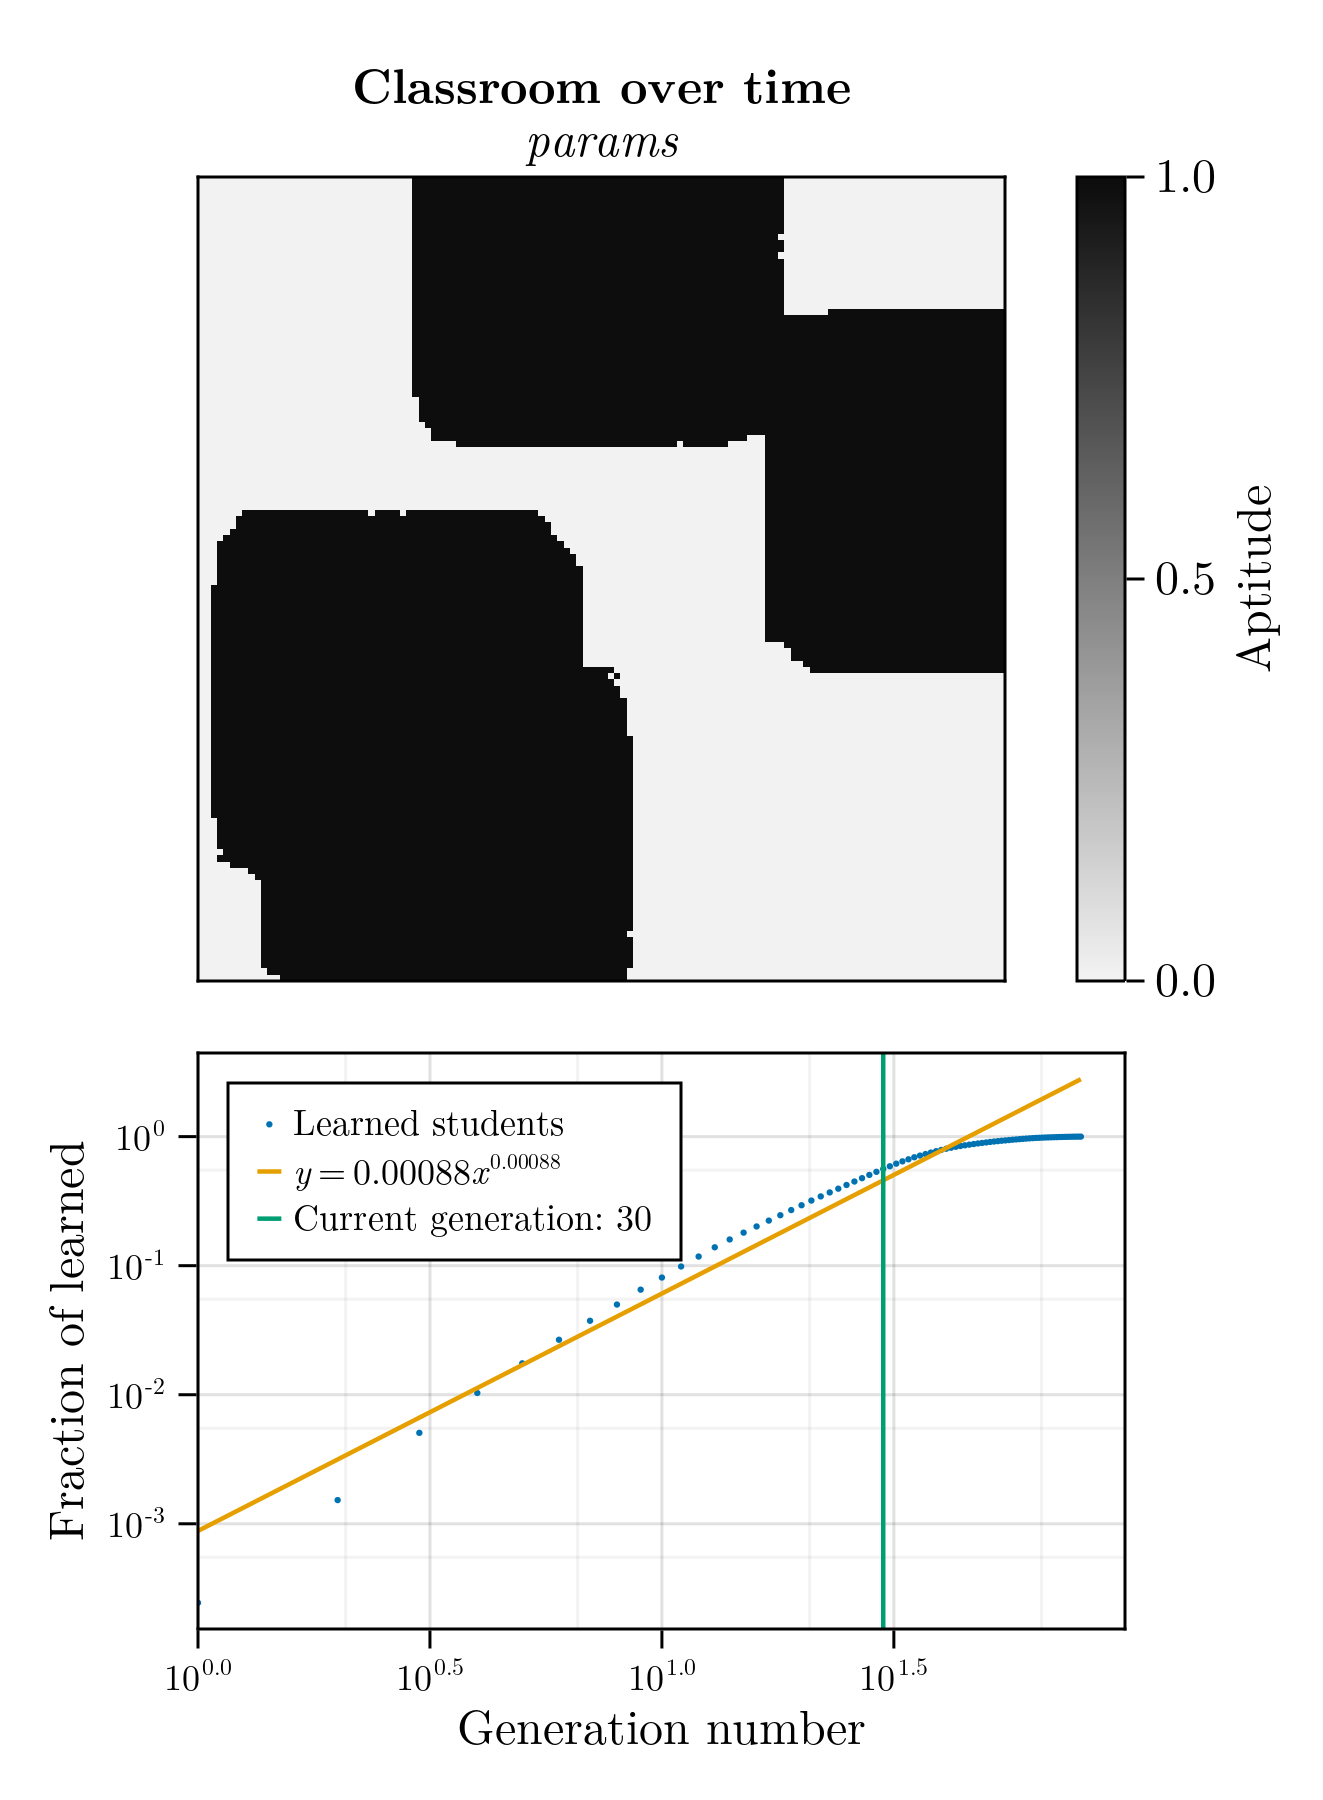 Classroom over time
params
1.0
0.5
0.0
Aptitude
Learned students
y = 0.00088x^0.00088
Current generation: 30
Fraction of learned
10^0
10^-1
10^-2
10^-3
10^0.0 10^0.5 10^1.0 10^1.5
Generation number